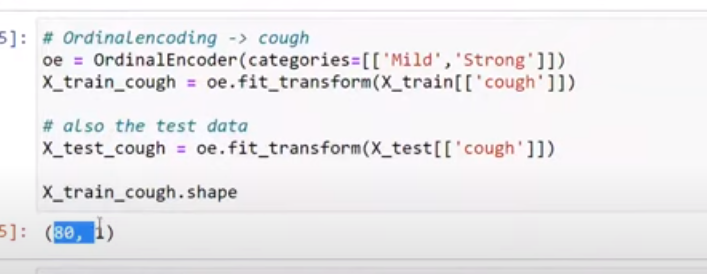 5]: # Ordinalencoding -> cough
oe = OrdinalEncoder(categories=[['Mild','Strong']])
X_train_cough = oe.fit_transform(X_train[['cough']])
# also the test data
X_test_cough = oe.fit_transform(X_test[['cough']])
X_train_cough.shape
5]: (80, 1)